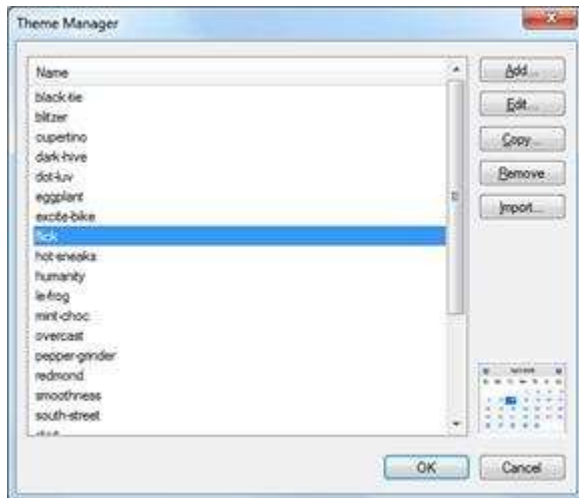 Theme Manager
Name
black-tie
blitzer
cupertino
dark-hive
dot-luv
eggplant
excite-bike
flick
hot-sneaks
humanity
le-frog
mint-choc
overcast
pepper-grinder
redmond
smoothness
south-street
Add...
Edit...
Copy...
Remove
Import...
OK
Cancel